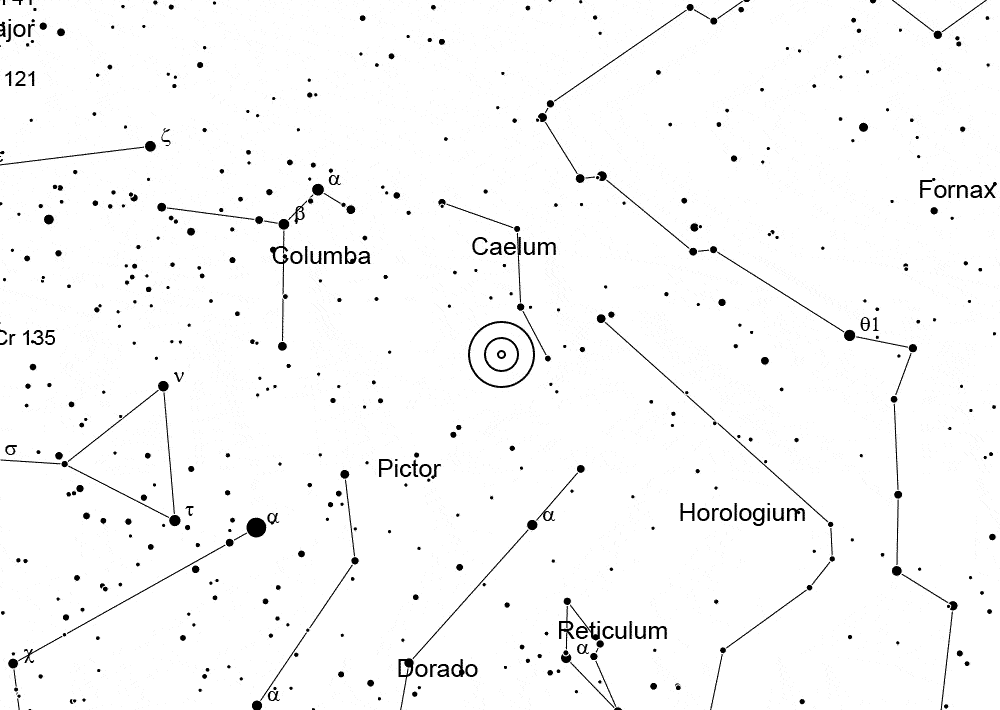 ajor
121
ζ
Fornax
α
β
Columba
Caelum
θ1
Cr 135
ν
σ
Pictor
τ
α
α
Horologium
Reticulum
α
χ
Dorado
α